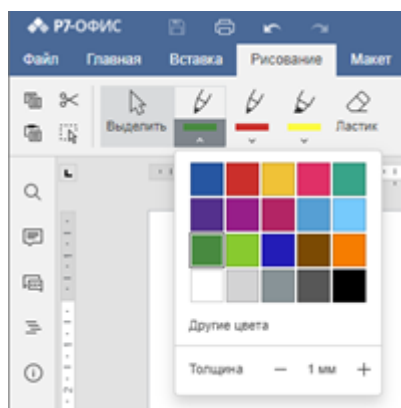 Р7-ОФИС
Файл Главная Вставка Рисование Макет
Выделить Ластик
Другие цвета
Толщина — 1 мм +